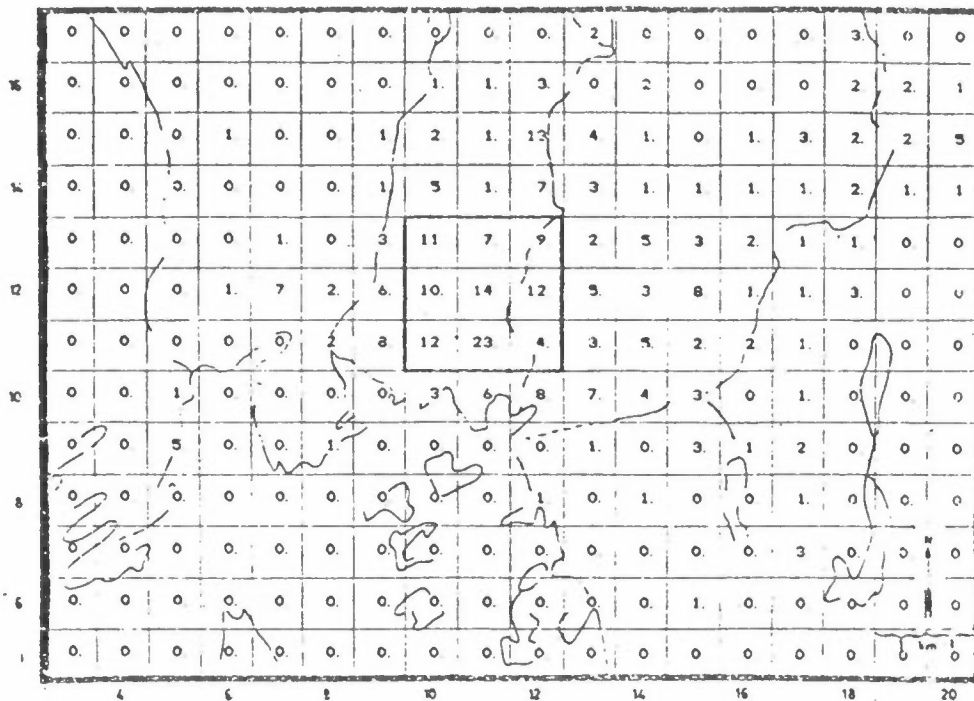 0. 0. 0. 0. 0. 0. 0. 0. 0. 0. 2. 0 0 0 0. 3. 0 0
16 0. 0. 0. 0. 0. 0. 0. 1. 1. 3. 0 2 0 0 0 2. 2. 1
0. 0. 0 1 0. 0. 1 2 1. 13. 4 1. 0 1. 3. 2. 2 5
14 0. 0. 0. 0. 0. 0. 1 5 1. 7 3 1. 1. 1. 1. 2. 1. 1
0. 0. 0 0 1. 0. 3 11 7 9 2 5 3 2. 1 1. 0 0
12 0 0. 0 1. 7 2. 6. 10. 14 12 5. 3 8 1. 1. 3. 0 0
0. 0. 0 0. 0 2 8 12 23. 4. 3. 5 2. 2 1. 0 0. 0
10 0. 0. 1 0. 0. 0. 0. 3 6 8 7. 4 3 0 1. 0 0. 0
0. 5 0. 0. 1 0. 0. 0. 0. 1 0. 3. 1 2 0 0. 0.
8 0. 0. 0. 0. 0. 0. 0. 0. 0. 1 0. 1. 0 0. 1 0 0 0
0. 0. 0. 0. 0. 0. 0. 0. 0. 0. 0. 0. 0. 0. 3 0. 0. 0
6 0. 0. 0. 0. 0. 0. 0. 0. 0. 0. 0. 0. 1. 0. 0. 0 0 0
0. 0. 0. 0. 0. 0. 0. 0. 0. 0. 0. 0. 0. 0. 0 0 0 0
N
km
4 6 8 10 12 14 16 18 20